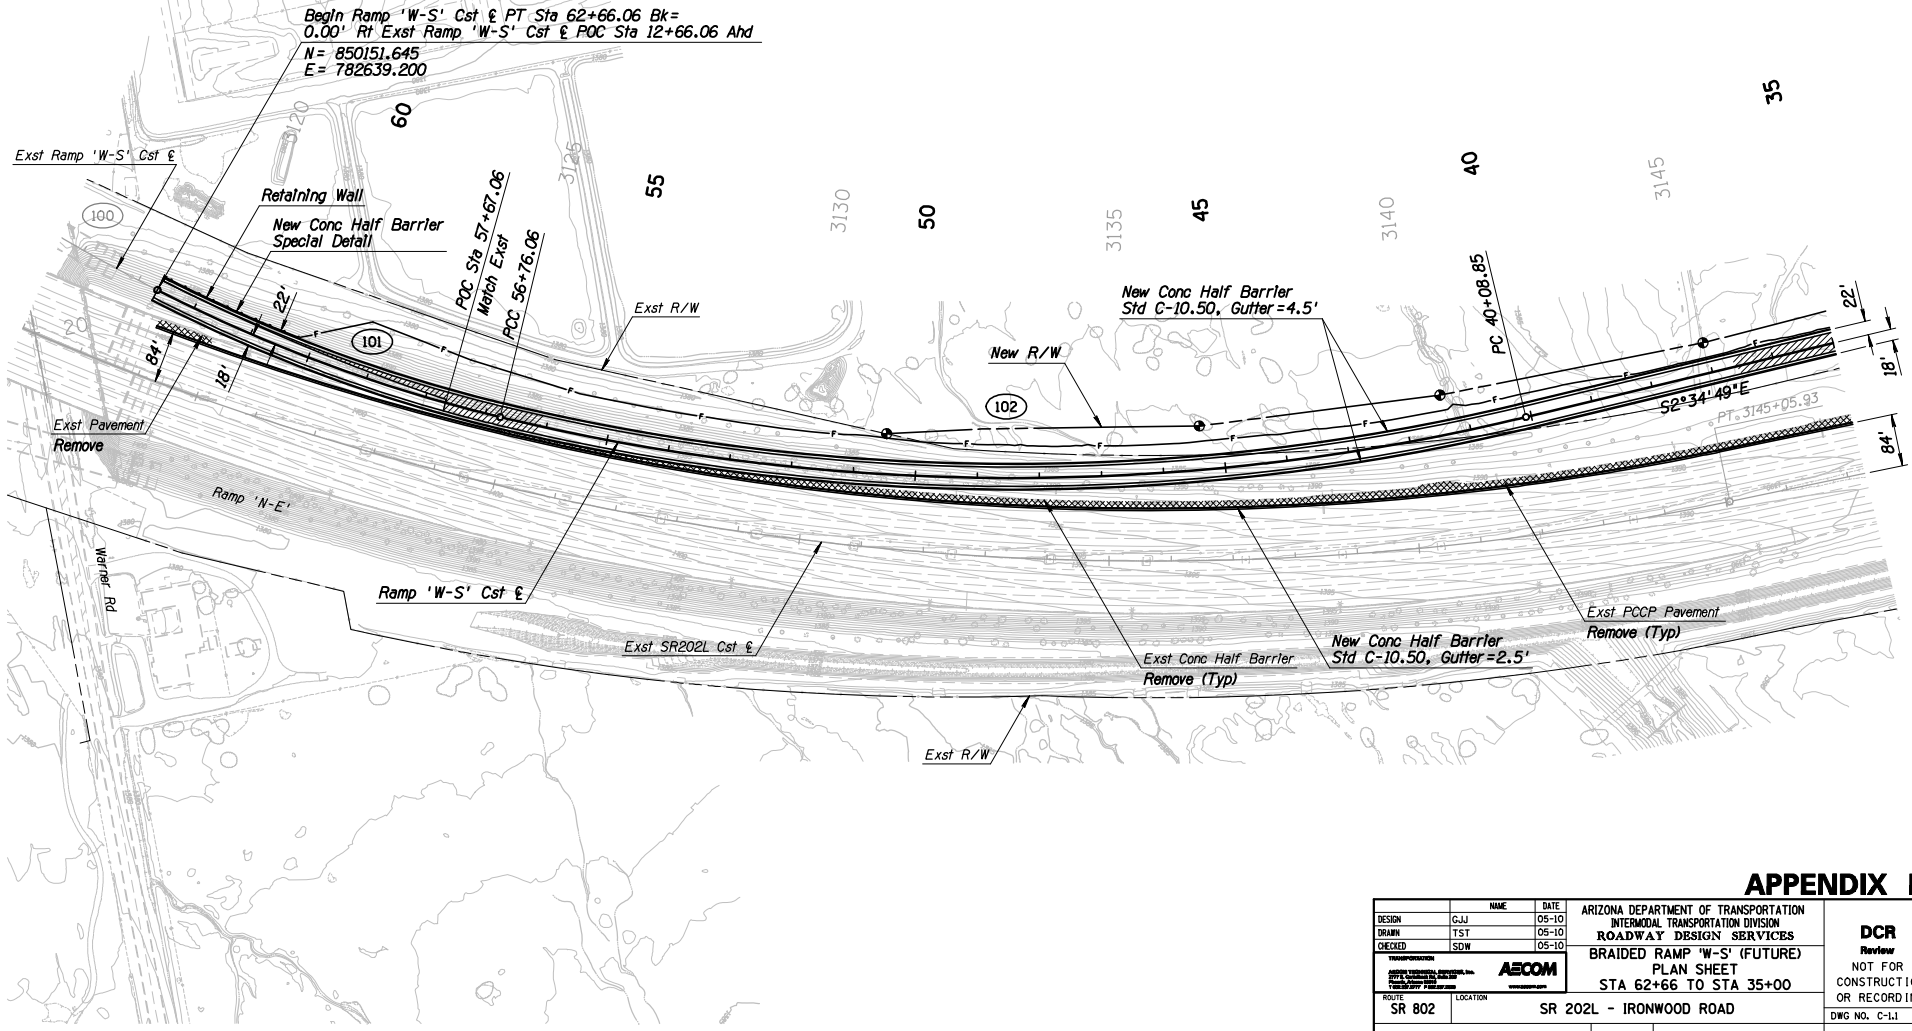 Begin Ramp 'W-S' Cst ℄ PT Sta 62+66.06 Bk=
0.00' Rt Exst Ramp 'W-S' Cst ℄ POC Sta 12+66.06 Ahd
N = 850151.645
E = 782639.200
60
55
50
45
40
35
120
3125
3130
3135
3140
3145
Exst Ramp 'W-S' Cst ℄
100
Retaining Wall
New Conc Half Barrier
Special Detail
22'
POC Sta 57+67.06
Match Exst
PCC 56+76.06
Exst R/W
101
New R/W
102
New Conc Half Barrier
Std C-10.50, Gutter=4.5'
PC 40+08.85
22'
18'
S2°34'49"E
PT. 3145+05.93
84'
20
84'
18'
Exst Pavement
Remove
Ramp 'N-E'
Warner Rd
Ramp 'W-S' Cst ℄
Exst SR202L Cst ℄
Exst Conc Half Barrier
Remove (Typ)
New Conc Half Barrier
Std C-10.50, Gutter=2.5'
Exst PCCP Pavement
Remove (Typ)
Exst R/W
APPENDIX
NAME DATE
DESIGN GJJ 05-10
DRAWN TST 05-10
CHECKED SDW 05-10
TRANSPORTATION
AECOM
ARIZONA DEPARTMENT OF TRANSPORTATION
INTERMODAL TRANSPORTATION DIVISION
ROADWAY DESIGN SERVICES
BRAIDED RAMP 'W-S' (FUTURE)
PLAN SHEET
STA 62+66 TO STA 35+00
DCR
Review
NOT FOR
CONSTRUCTIO
OR RECORDIN
ROUTE
SR 802
LOCATION
SR 202L - IRONWOOD ROAD
DWG NO. C-1.1